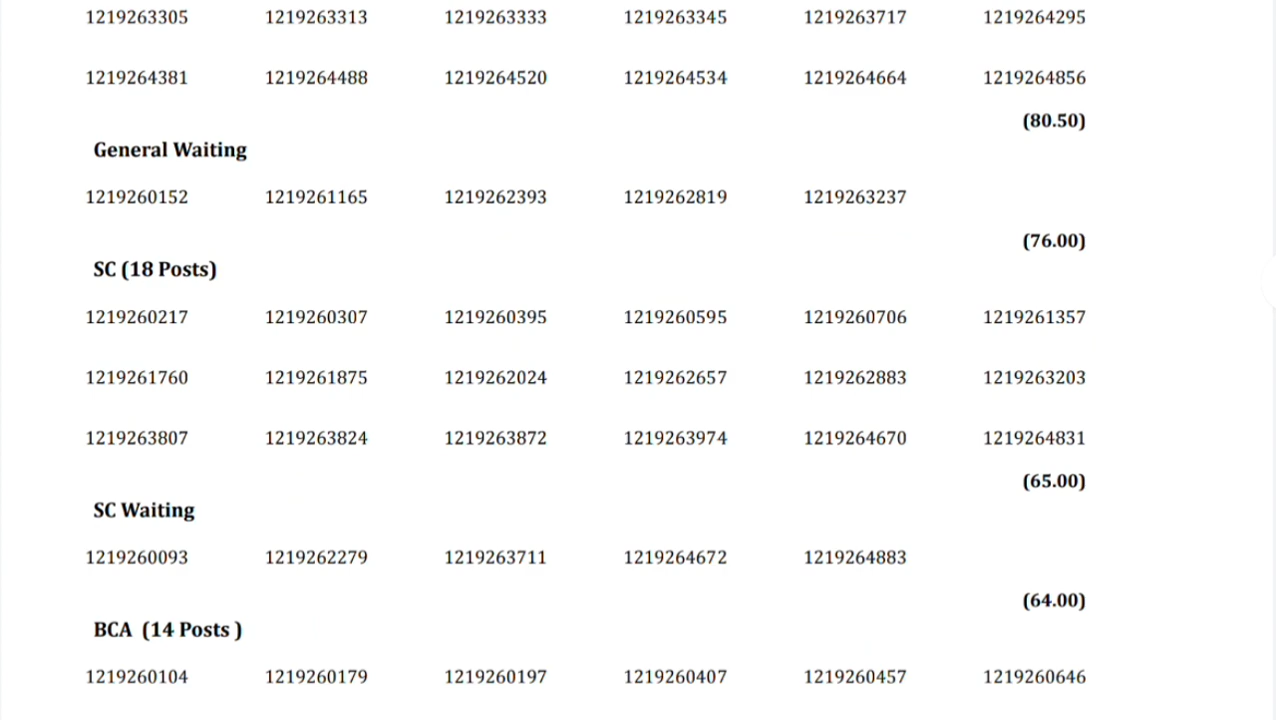 1219263305 1219263313 1219263333 1219263345 1219263717 1219264295
1219264381 1219264488 1219264520 1219264534 1219264664 1219264856
(80.50)
General Waiting
1219260152 1219261165 1219262393 1219262819 1219263237
(76.00)
SC (18 Posts)
1219260217 1219260307 1219260395 1219260595 1219260706 1219261357
1219261760 1219261875 1219262024 1219262657 1219262883 1219263203
1219263807 1219263824 1219263872 1219263974 1219264670 1219264831
(65.00)
SC Waiting
1219260093 1219262279 1219263711 1219264672 1219264883
(64.00)
BCA (14 Posts )
1219260104 1219260179 1219260197 1219260407 1219260457 1219260646